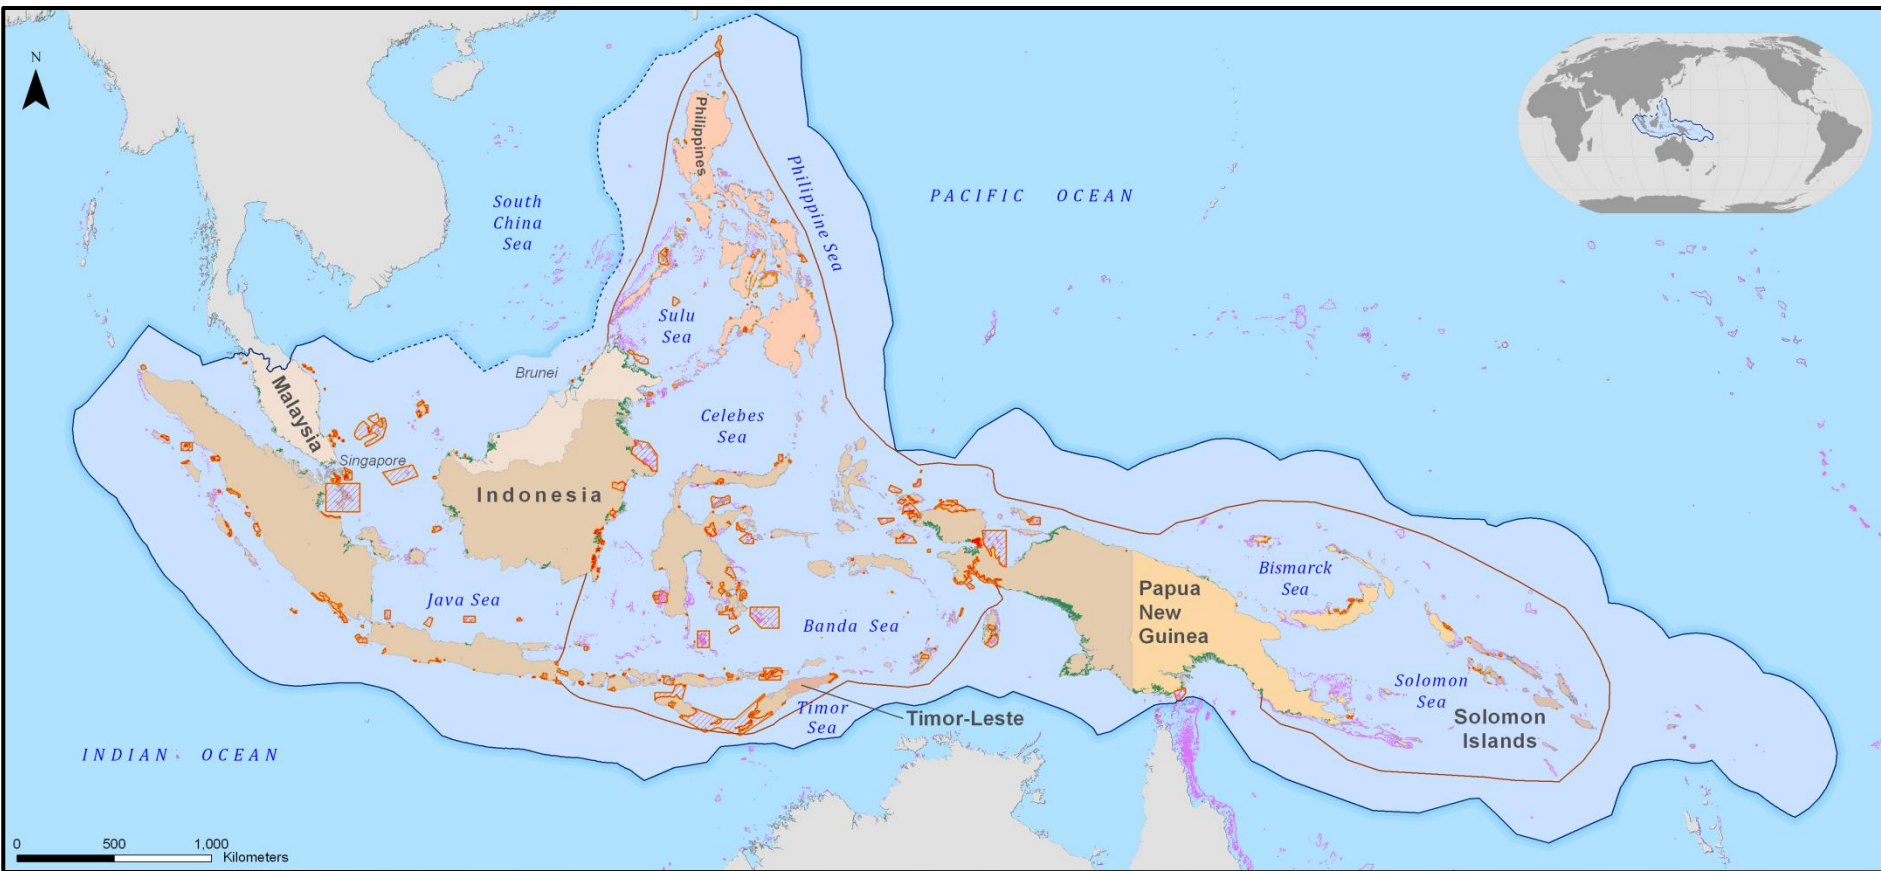 N
PACIFIC OCEAN
South
China
Sea
Philippines
Philippine Sea
Sulu
Sea
Brunei
Malaysia
Celebes
Sea
Singapore
Indonesia
Java Sea
Banda Sea
Bismarck
Sea
Papua
New
Guinea
Solomon
Sea
Solomon
Islands
Timor
Sea
Timor-Leste
INDIAN OCEAN
0 500 1,000
Kilometers